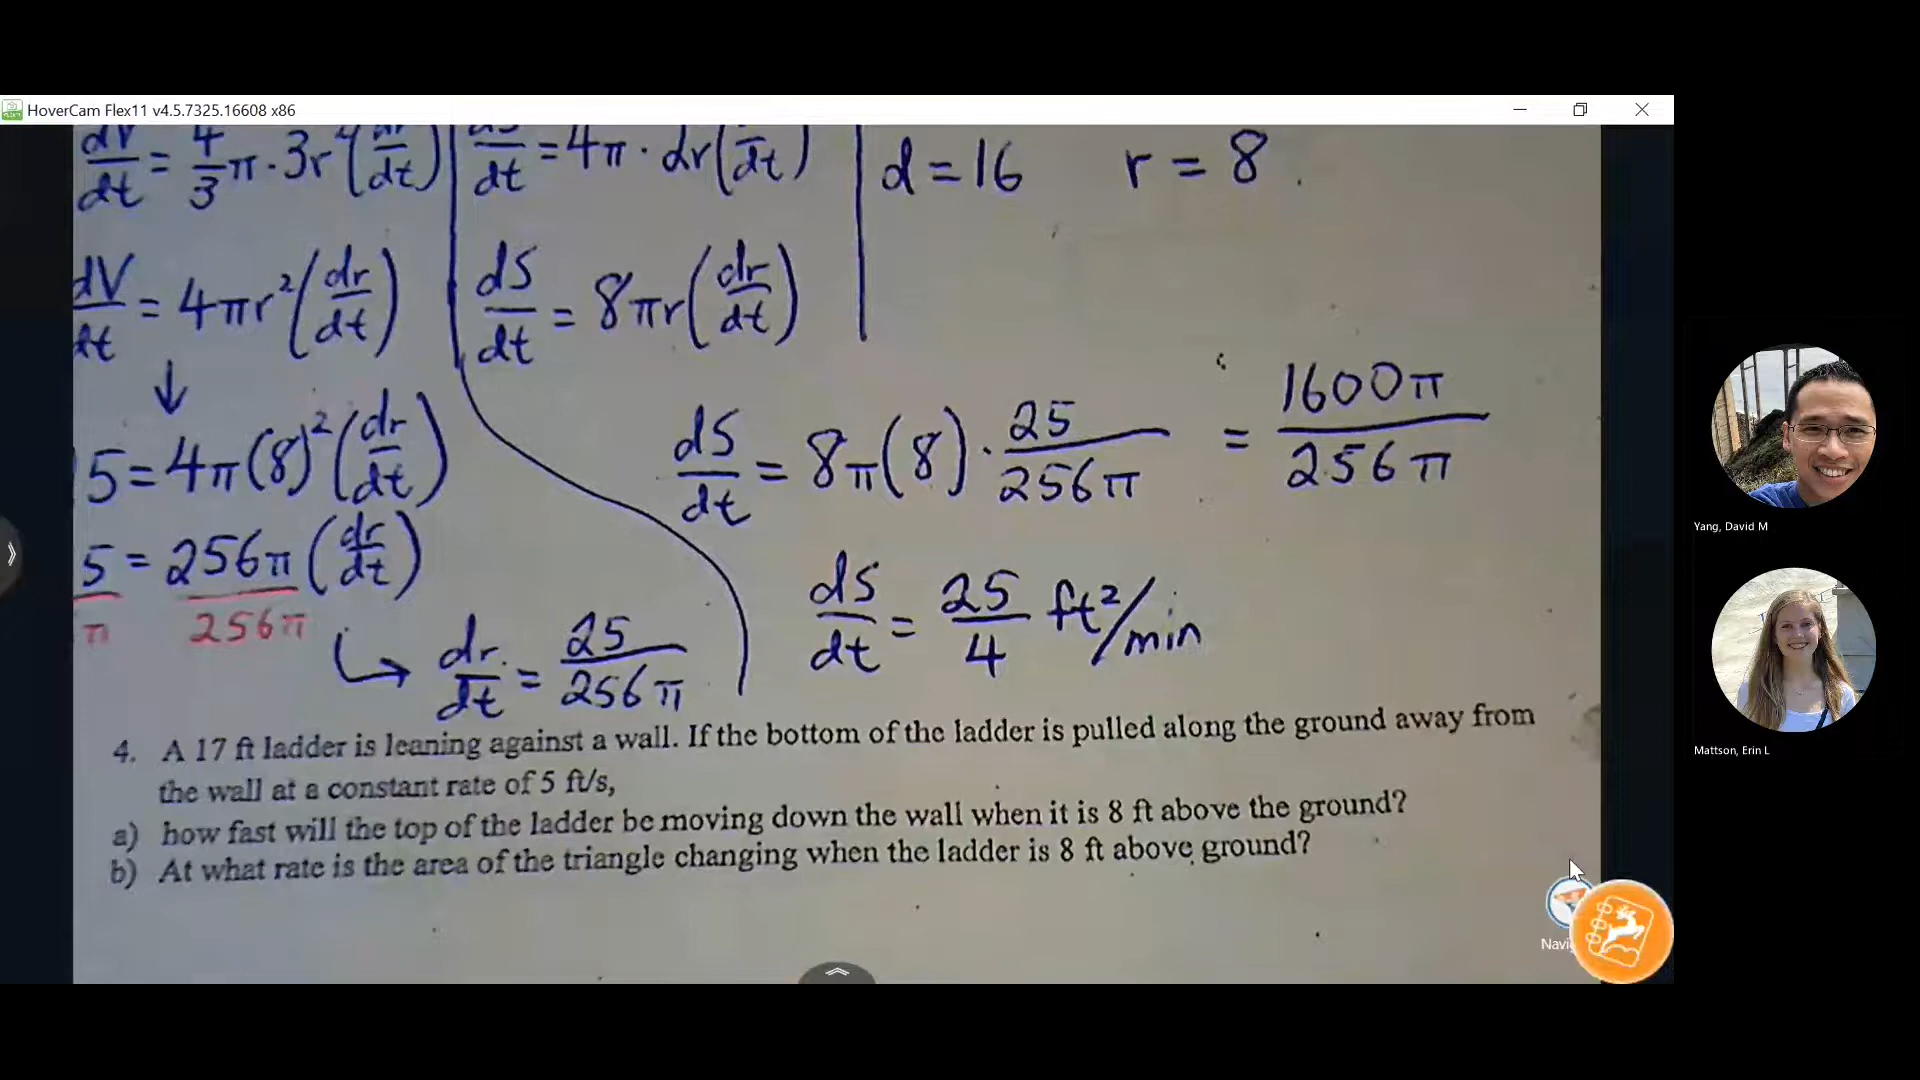 HoverCam Flex11 v4.5.7325.16608 x86
dV/dt = 4/3 π · 3r (dr/dt)
dS/dt = 4π · 2r (dr/dt)
d = 16 r = 8
dV/dt = 4πr² (dr/dt)
dS/dt = 8πr (dr/dt)
5 = 4π(8)² (dr/dt)
dS/dt = 8π(8) · 25/256π = 1600π/256π
5 = 256π (dr/dt)
π 256π
dr/dt = 25/256π
dS/dt = 25/4 ft²/min
4. A 17 ft ladder is leaning against a wall. If the bottom of the ladder is pulled along the ground away from
the wall at a constant rate of 5 ft/s,
a) how fast will the top of the ladder be moving down the wall when it is 8 ft above the ground?
b) At what rate is the area of the triangle changing when the ladder is 8 ft above ground?
Yang, David M
Mattson, Erin L